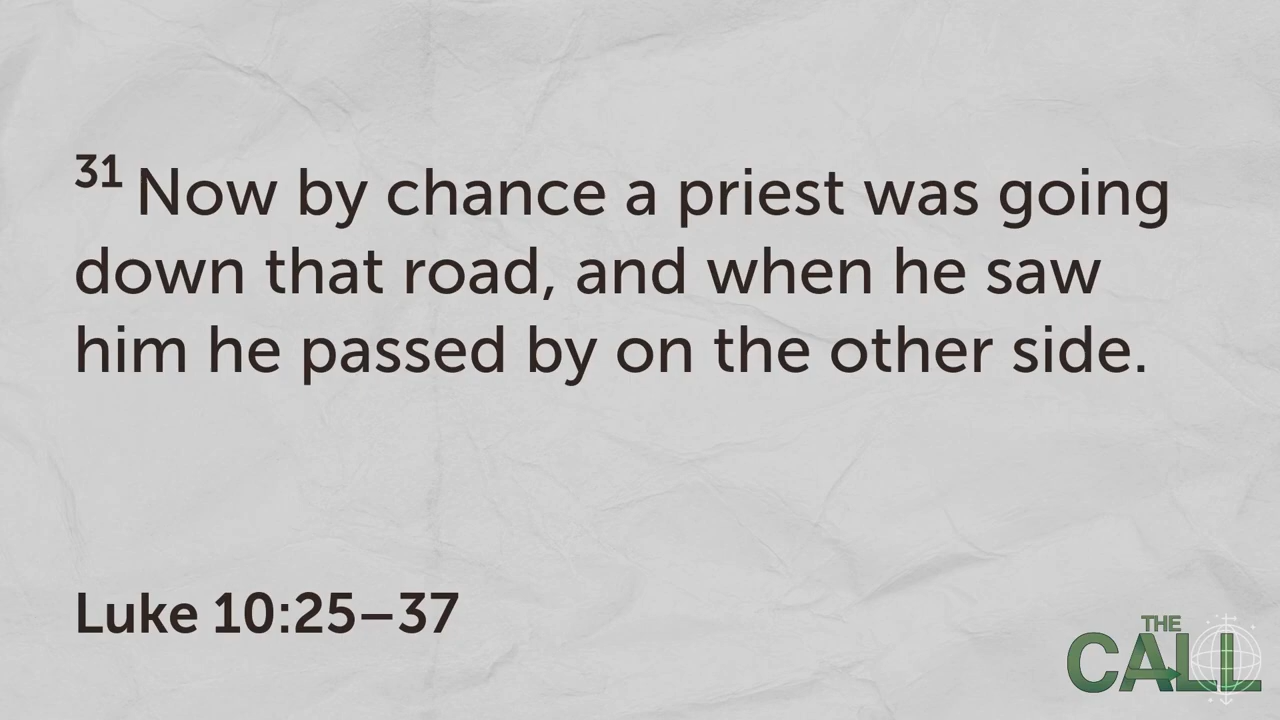 31 Now by chance a priest was going
down that road, and when he saw
him he passed by on the other side.
Luke 10:25–37
THE
CALL